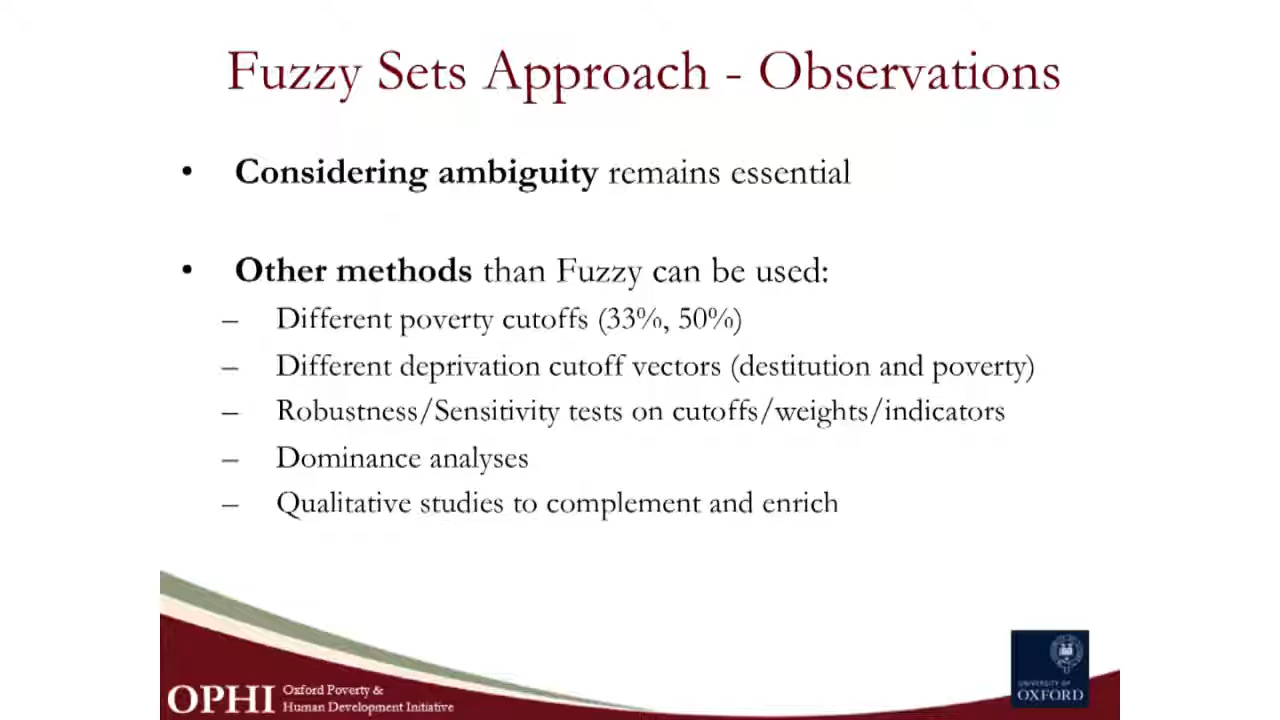 Fuzzy Sets Approach - Observations
• Considering ambiguity remains essential
• Other methods than Fuzzy can be used:
– Different poverty cutoffs (33%, 50%)
– Different deprivation cutoff vectors (destitution and poverty)
– Robustness/Sensitivity tests on cutoffs/weights/indicators
– Dominance analyses
– Qualitative studies to complement and enrich
OPHI
Oxford Poverty &
Human Development Initiative
UNIVERSITY OF
OXFORD